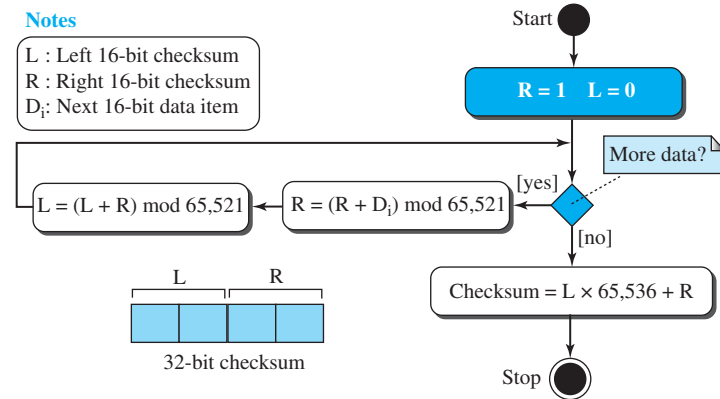 Notes
L : Left 16-bit checksum
R : Right 16-bit checksum
Dᵢ: Next 16-bit data item
Start
R = 1 L = 0
More data?
[yes]
L = (L + R) mod 65,521
R = (R + Dᵢ) mod 65,521
[no]
L
R
32-bit checksum
Checksum = L × 65,536 + R
Stop